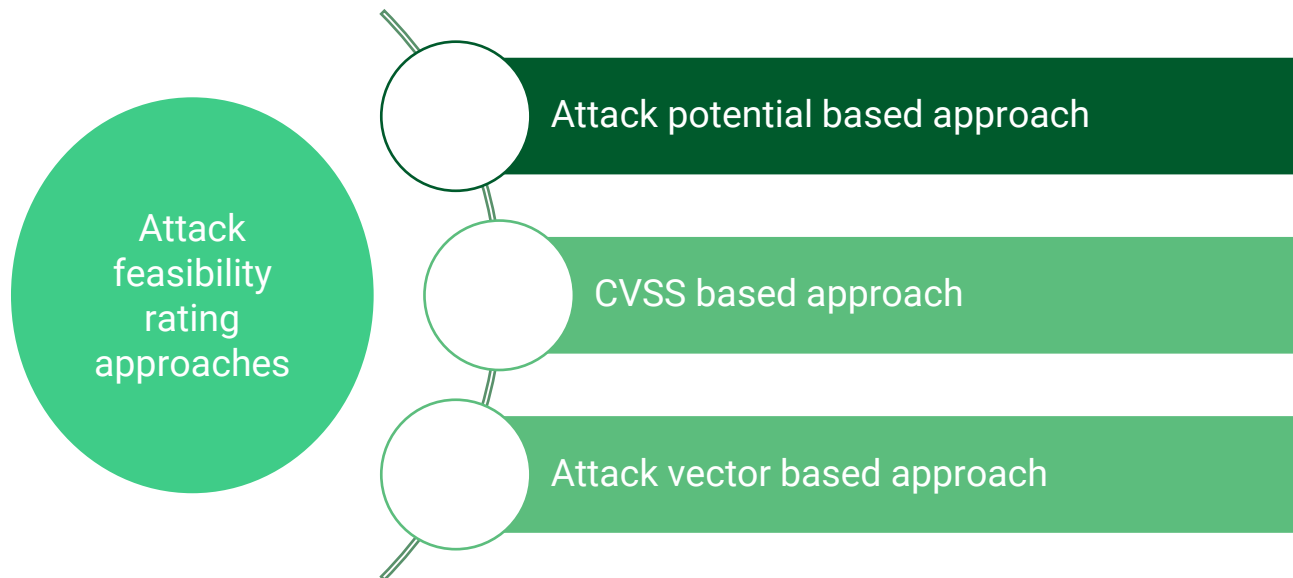 Attack
feasibility
rating
approaches
Attack potential based approach
CVSS based approach
Attack vector based approach